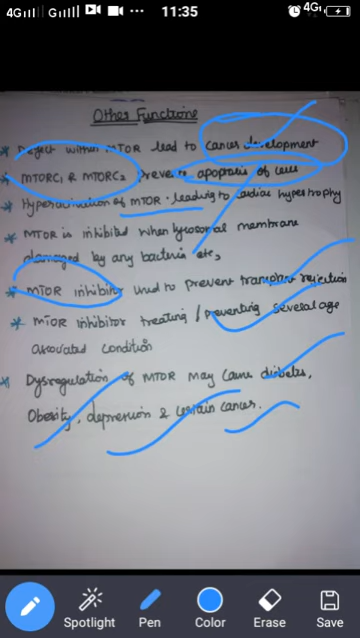 4G G 11:35 4G
Other Functions
* Defect within mTOR lead to cancer development
* MTORC1 & MTORC2 Prevents apoptosis of cells
* Hyperactivation of MTOR leading to cardiac hypertrophy
* MTOR is inhibited when lysosomal membrane
damaged by any bacteria etc,
* MTOR inhibitor used to prevent transplant rejection
* MTOR inhibitor treating / preventing several age
associated condition
* Dysregulation of MTOR may cause diabetes,
Obesity, depression & certain cancer.
Spotlight Pen Color Erase Save